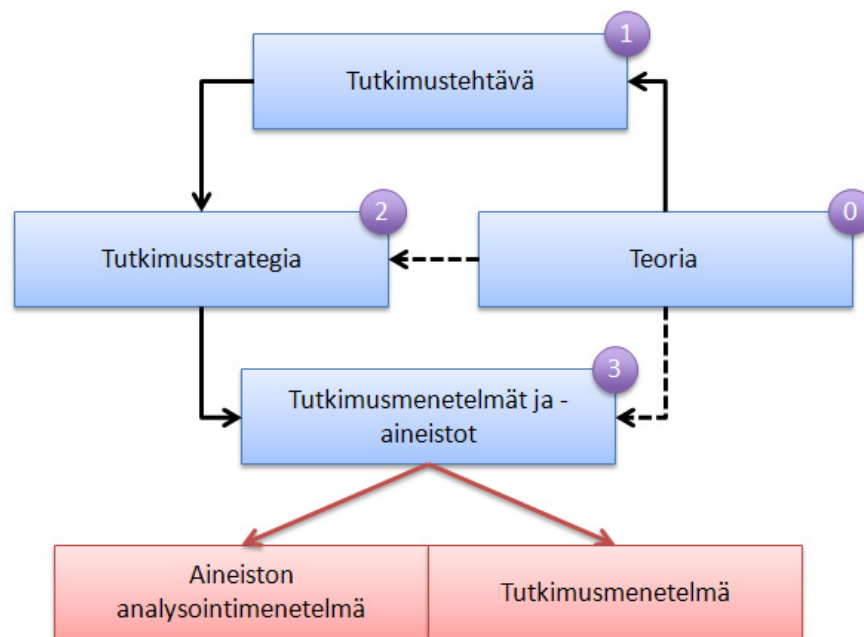 1
Tutkimustehtävä
2
Tutkimusstrategia
0
Teoria
3
Tutkimusmenetelmät ja -
aineistot
Aineiston
analysointimenetelmä
Tutkimusmenetelmä